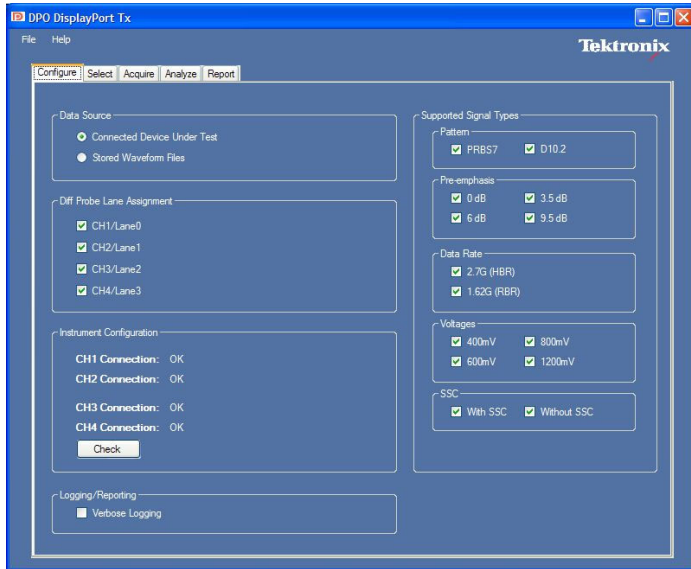 DPO DisplayPort Tx
File Help
Tektronix
Configure Select Acquire Analyze Report
Data Source
Connected Device Under Test
Stored Waveform Files
Diff Probe Lane Assignment
CH1/Lane0
CH2/Lane1
CH3/Lane2
CH4/Lane3
Instrument Configuration
CH1 Connection: OK
CH2 Connection: OK
CH3 Connection: OK
CH4 Connection: OK
Check
Logging/Reporting
Verbose Logging
Supported Signal Types
Pattern
PRBS7 D10.2
Pre-emphasis
0 dB 3.5 dB
6 dB 9.5 dB
Data Rate
2.7G (HBR)
1.62G (RBR)
Voltages
400mV 800mV
600mV 1200mV
SSC
With SSC Without SSC